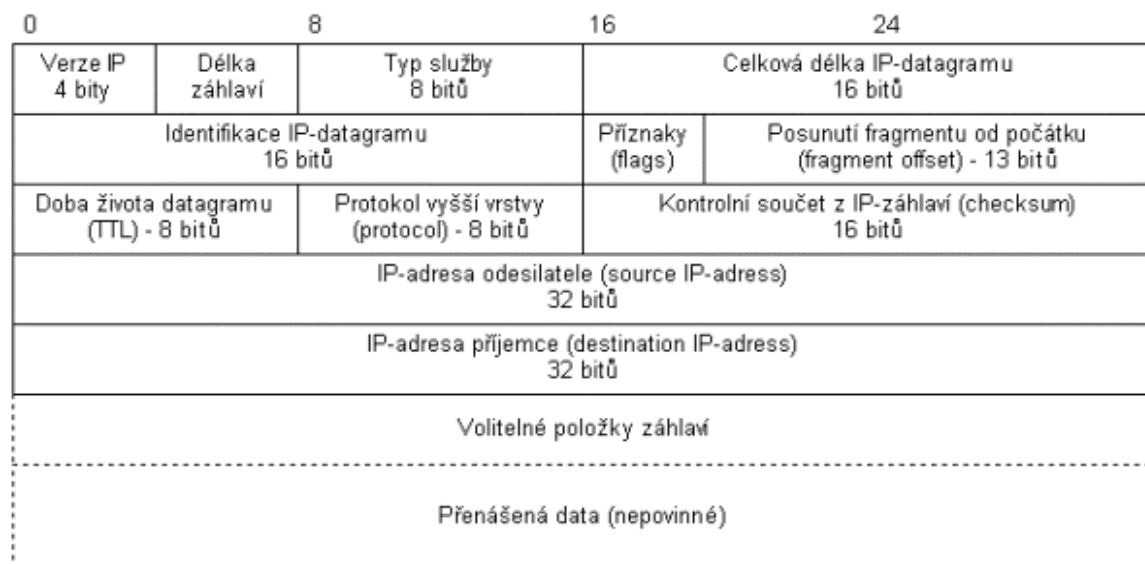 0 8 16 24
Verze IP
4 bity
Délka
záhlaví
Typ služby
8 bitů
Celková délka IP-datagramu
16 bitů
Identifikace IP-datagramu
16 bitů
Příznaky
(flags)
Posunutí fragmentu od počátku
(fragment offset) - 13 bitů
Doba života datagramu
(TTL) - 8 bitů
Protokol vyšší vrstvy
(protocol) - 8 bitů
Kontrolní součet z IP-záhlaví (checksum)
16 bitů
IP-adresa odesilatele (source IP-adress)
32 bitů
IP-adresa příjemce (destination IP-adress)
32 bitů
Volitelné položky záhlaví
Přenášená data (nepovinné)